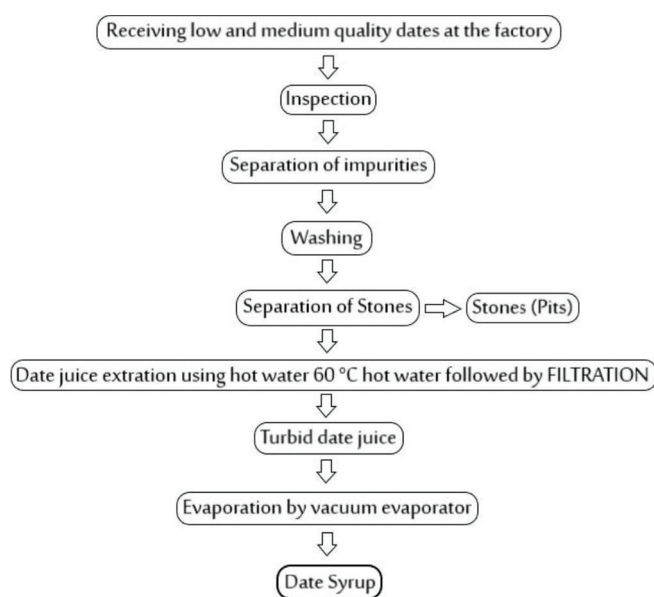 Receiving low and medium quality dates at the factory
Inspection
Separation of impurities
Washing
Separation of Stones
Stones (Pits)
Date juice extration using hot water 60 °C hot water followed by FILTRATION
Turbid date juice
Evaporation by vacuum evaporator
Date Syrup